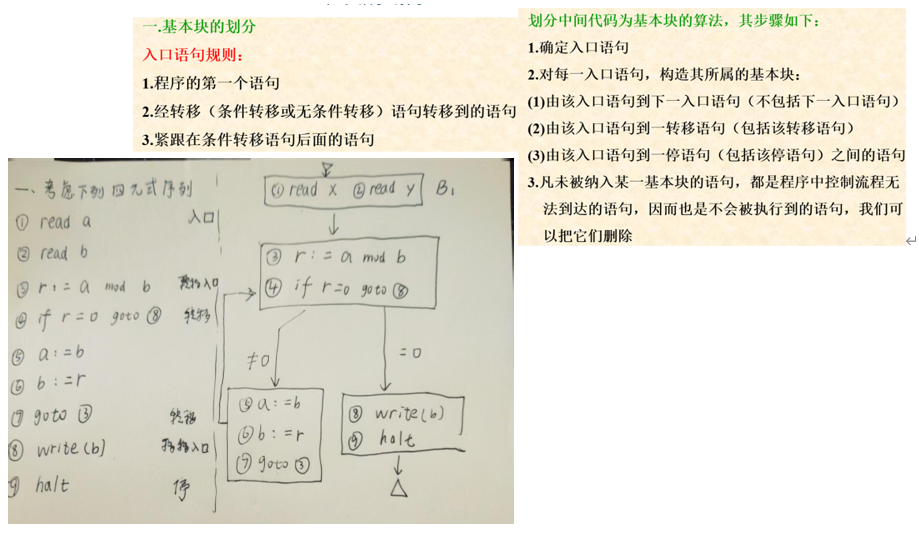 一.基本块的划分
入口语句规则：
1.程序的第一个语句
2.经转移（条件转移或无条件转移）语句转移到的语句
3.紧跟在条件转移语句后面的语句
划分中间代码为基本块的算法，其步骤如下：
1.确定入口语句
2.对每一入口语句，构造其所属的基本块：
(1)由该入口语句到下一入口语句（不包括下一入口语句）
(2)由该入口语句到一转移语句（包括该转移语句）
(3)由该入口语句到一停语句（包括该停语句）之间的语句
3.凡未被纳入某一基本块的语句，都是程序中控制流程无
法到达的语句，因而也是不会被执行到的语句，我们可
以把它们删除
一、考虑下列四元式序列
① read a 入口
② read b
③ r := a mod b 入口
④ if r=0 goto ⑧ 转移
⑤ a:=b
⑥ b:=r
⑦ goto ③ 转移
⑧ write(b) 转移入口
⑨ halt 停
① read x ② read y B₁
③ r:= a mod b
④ if r=0 goto ⑧
≠0
=0
⑤ a:=b
⑥ b:=r
⑦ goto ③
⑧ write(b)
⑨ halt